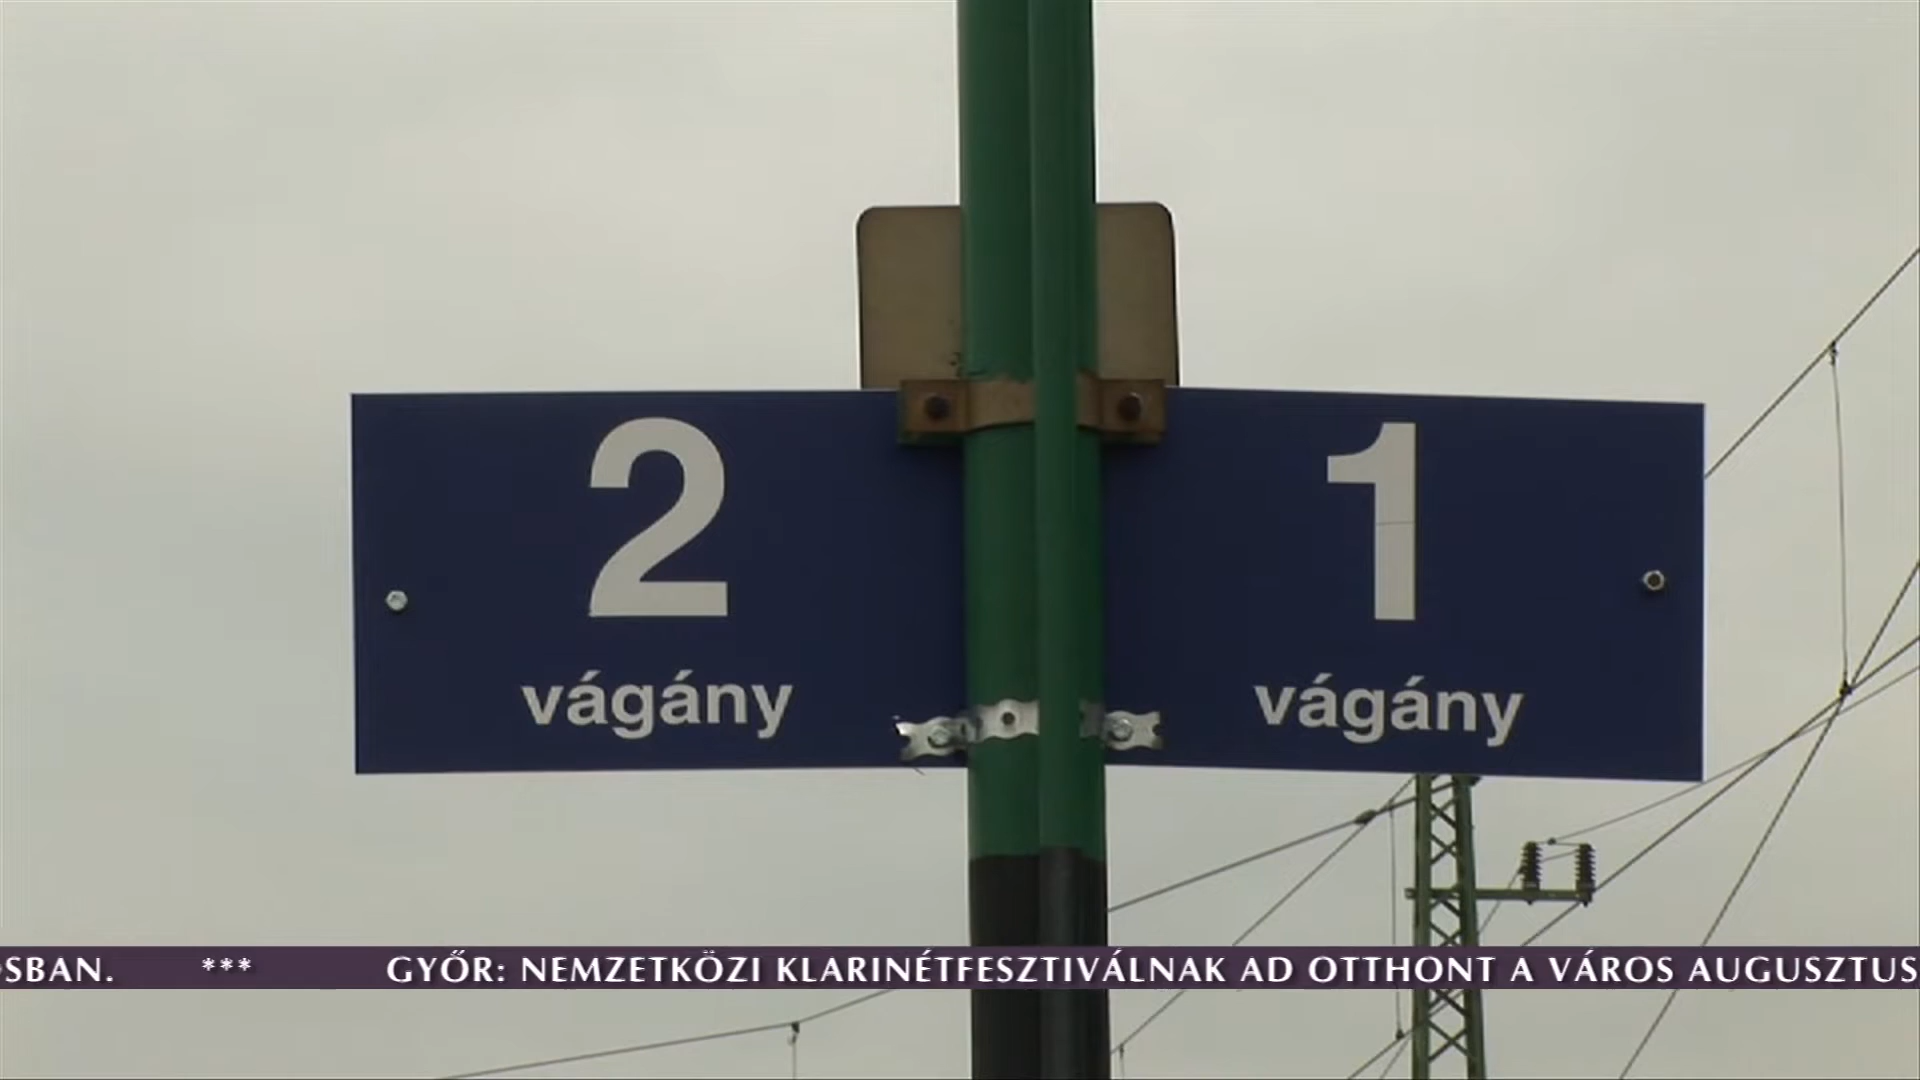 2
vágány
1
vágány
SBAN. *** GYŐR: NEMZETKÖZI KLARINÉTFESZTIVÁLNAK AD OTTHONT A VÁROS AUGUSZTUS